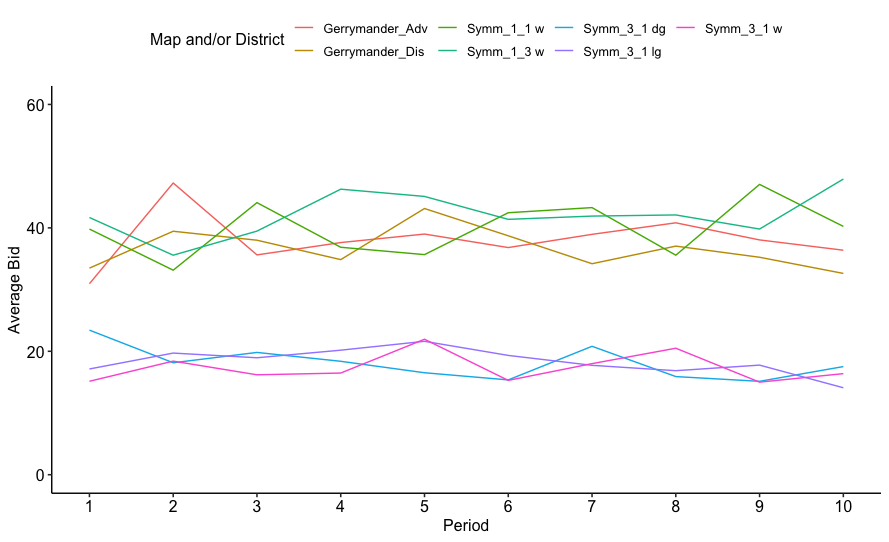 Map and/or District
Gerrymander_Adv Symm_1_1 w Symm_3_1 dg Symm_3_1 w
Gerrymander_Dis Symm_1_3 w Symm_3_1 lg
60
40
20
0
Average Bid
1 2 3 4 5 6 7 8 9 10
Period